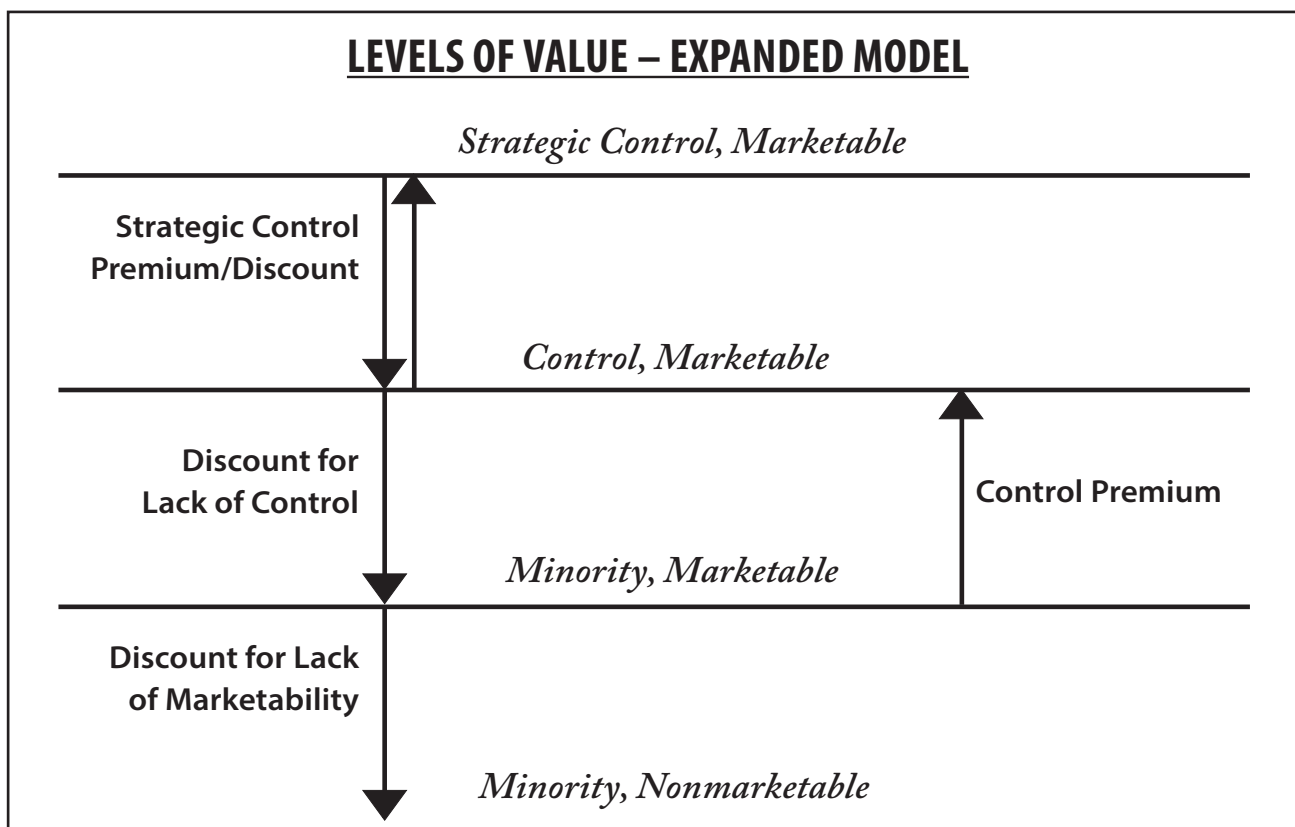 LEVELS OF VALUE – EXPANDED MODEL
Strategic Control, Marketable
Strategic Control
Premium/Discount
Control, Marketable
Discount for
Lack of Control
Control Premium
Minority, Marketable
Discount for Lack
of Marketability
Minority, Nonmarketable